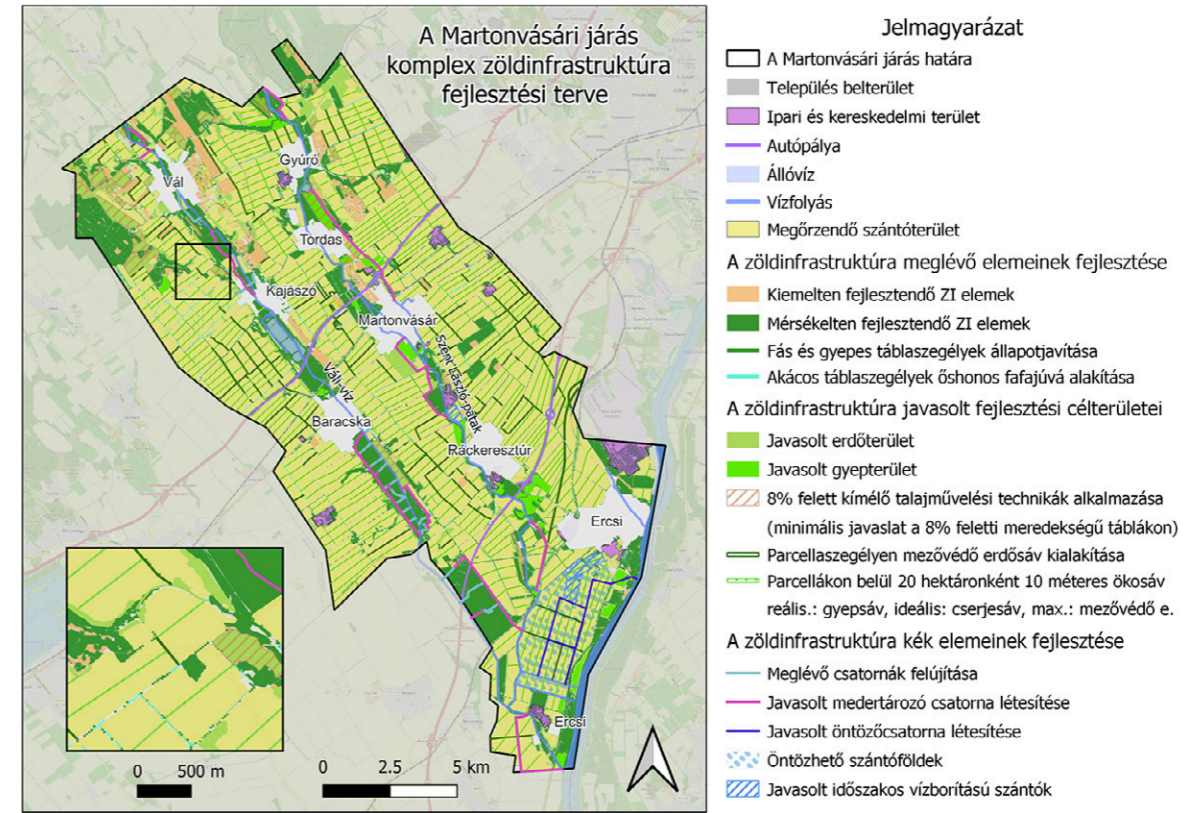 A Martonvásári járás
komplex zöldinfrastruktúra
fejlesztési terve
Gyúró
Vál
Tordas
Kajászó
Martonvásár
Szent László-patak
Váli-víz
Baracska
Ráckeresztúr
Ercsi
Ercsi
0 500 m
0 2.5 5 km
Jelmagyarázat
A Martonvásári járás határa
Település belterület
Ipari és kereskedelmi terület
Autópálya
Állóvíz
Vízfolyás
Megőrzendő szántóterület
A zöldinfrastruktúra meglévő elemeinek fejlesztése
Kiemelten fejlesztendő ZI elemek
Mérsékelten fejlesztendő ZI elemek
Fás és gyepes táblaszegélyek állapotjavítása
Akácos táblaszegélyek őshonos fafajúvá alakítása
A zöldinfrastruktúra javasolt fejlesztési célterületei
Javasolt erdőterület
Javasolt gyepterület
8% felett kímélő talajművelési technikák alkalmazása
(minimális javaslat a 8% feletti meredekségű táblákon)
Parcellaszegélyen mezővédő erdősáv kialakítása
Parcellákon belül 20 hektáronként 10 méteres ökosáv
reális.: gyepsáv, ideális: cserjesáv, max.: mezővédő e.
A zöldinfrastruktúra kék elemeinek fejlesztése
Meglévő csatornák felújítása
Javasolt medertározó csatorna létesítése
Javasolt öntözőcsatorna létesítése
Öntözhető szántóföldek
Javasolt időszakos vízborítású szántók